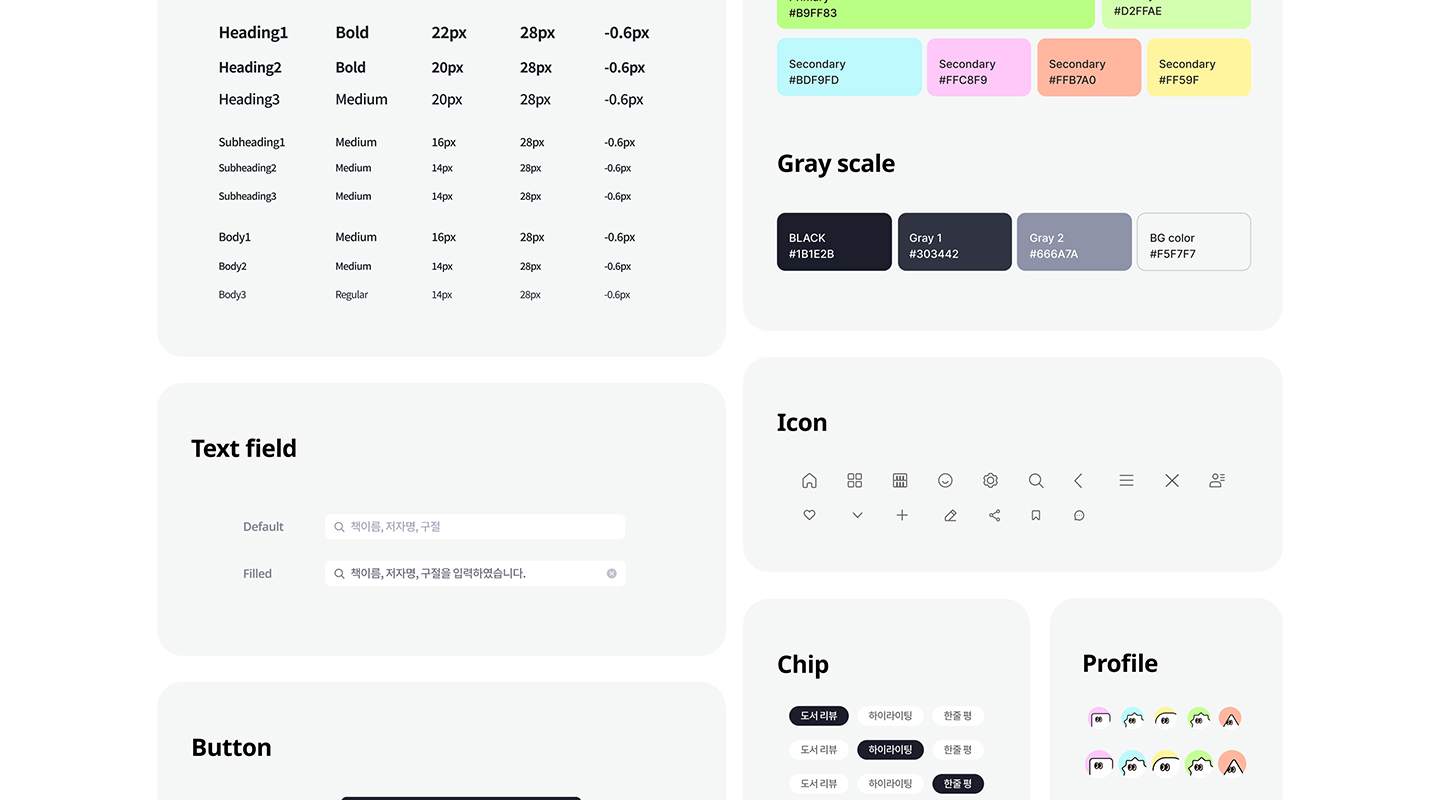 Heading1 Bold 22px 28px -0.6px
Heading2 Bold 20px 28px -0.6px
Heading3 Medium 20px 28px -0.6px
Subheading1 Medium 16px 28px -0.6px
Subheading2 Medium 14px 28px -0.6px
Subheading3 Medium 14px 28px -0.6px
Body1 Medium 16px 28px -0.6px
Body2 Medium 14px 28px -0.6px
Body3 Regular 14px 28px -0.6px
Text field
Default 책이름, 저자명, 구절
Filled 책이름, 저자명, 구절을 입력하였습니다.
Button
#B9FF83
#D2FFAE
Secondary
#BDF9FD
Secondary
#FFC8F9
Secondary
#FFB7A0
Secondary
#FF59F
Gray scale
BLACK
#1B1E2B
Gray 1
#303442
Gray 2
#666A7A
BG color
#F5F7F7
Icon
Chip
도서 리뷰 하이라이팅 한줄 평
도서 리뷰 하이라이팅 한줄 평
도서 리뷰 하이라이팅 한줄 평
Profile